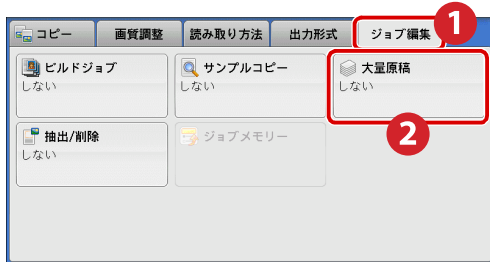 コピー
画質調整
読み取り方法
出力形式
ジョブ編集
1
ビルドジョブ
しない
サンプルコピー
しない
大量原稿
しない
2
抽出/削除
しない
ジョブメモリー